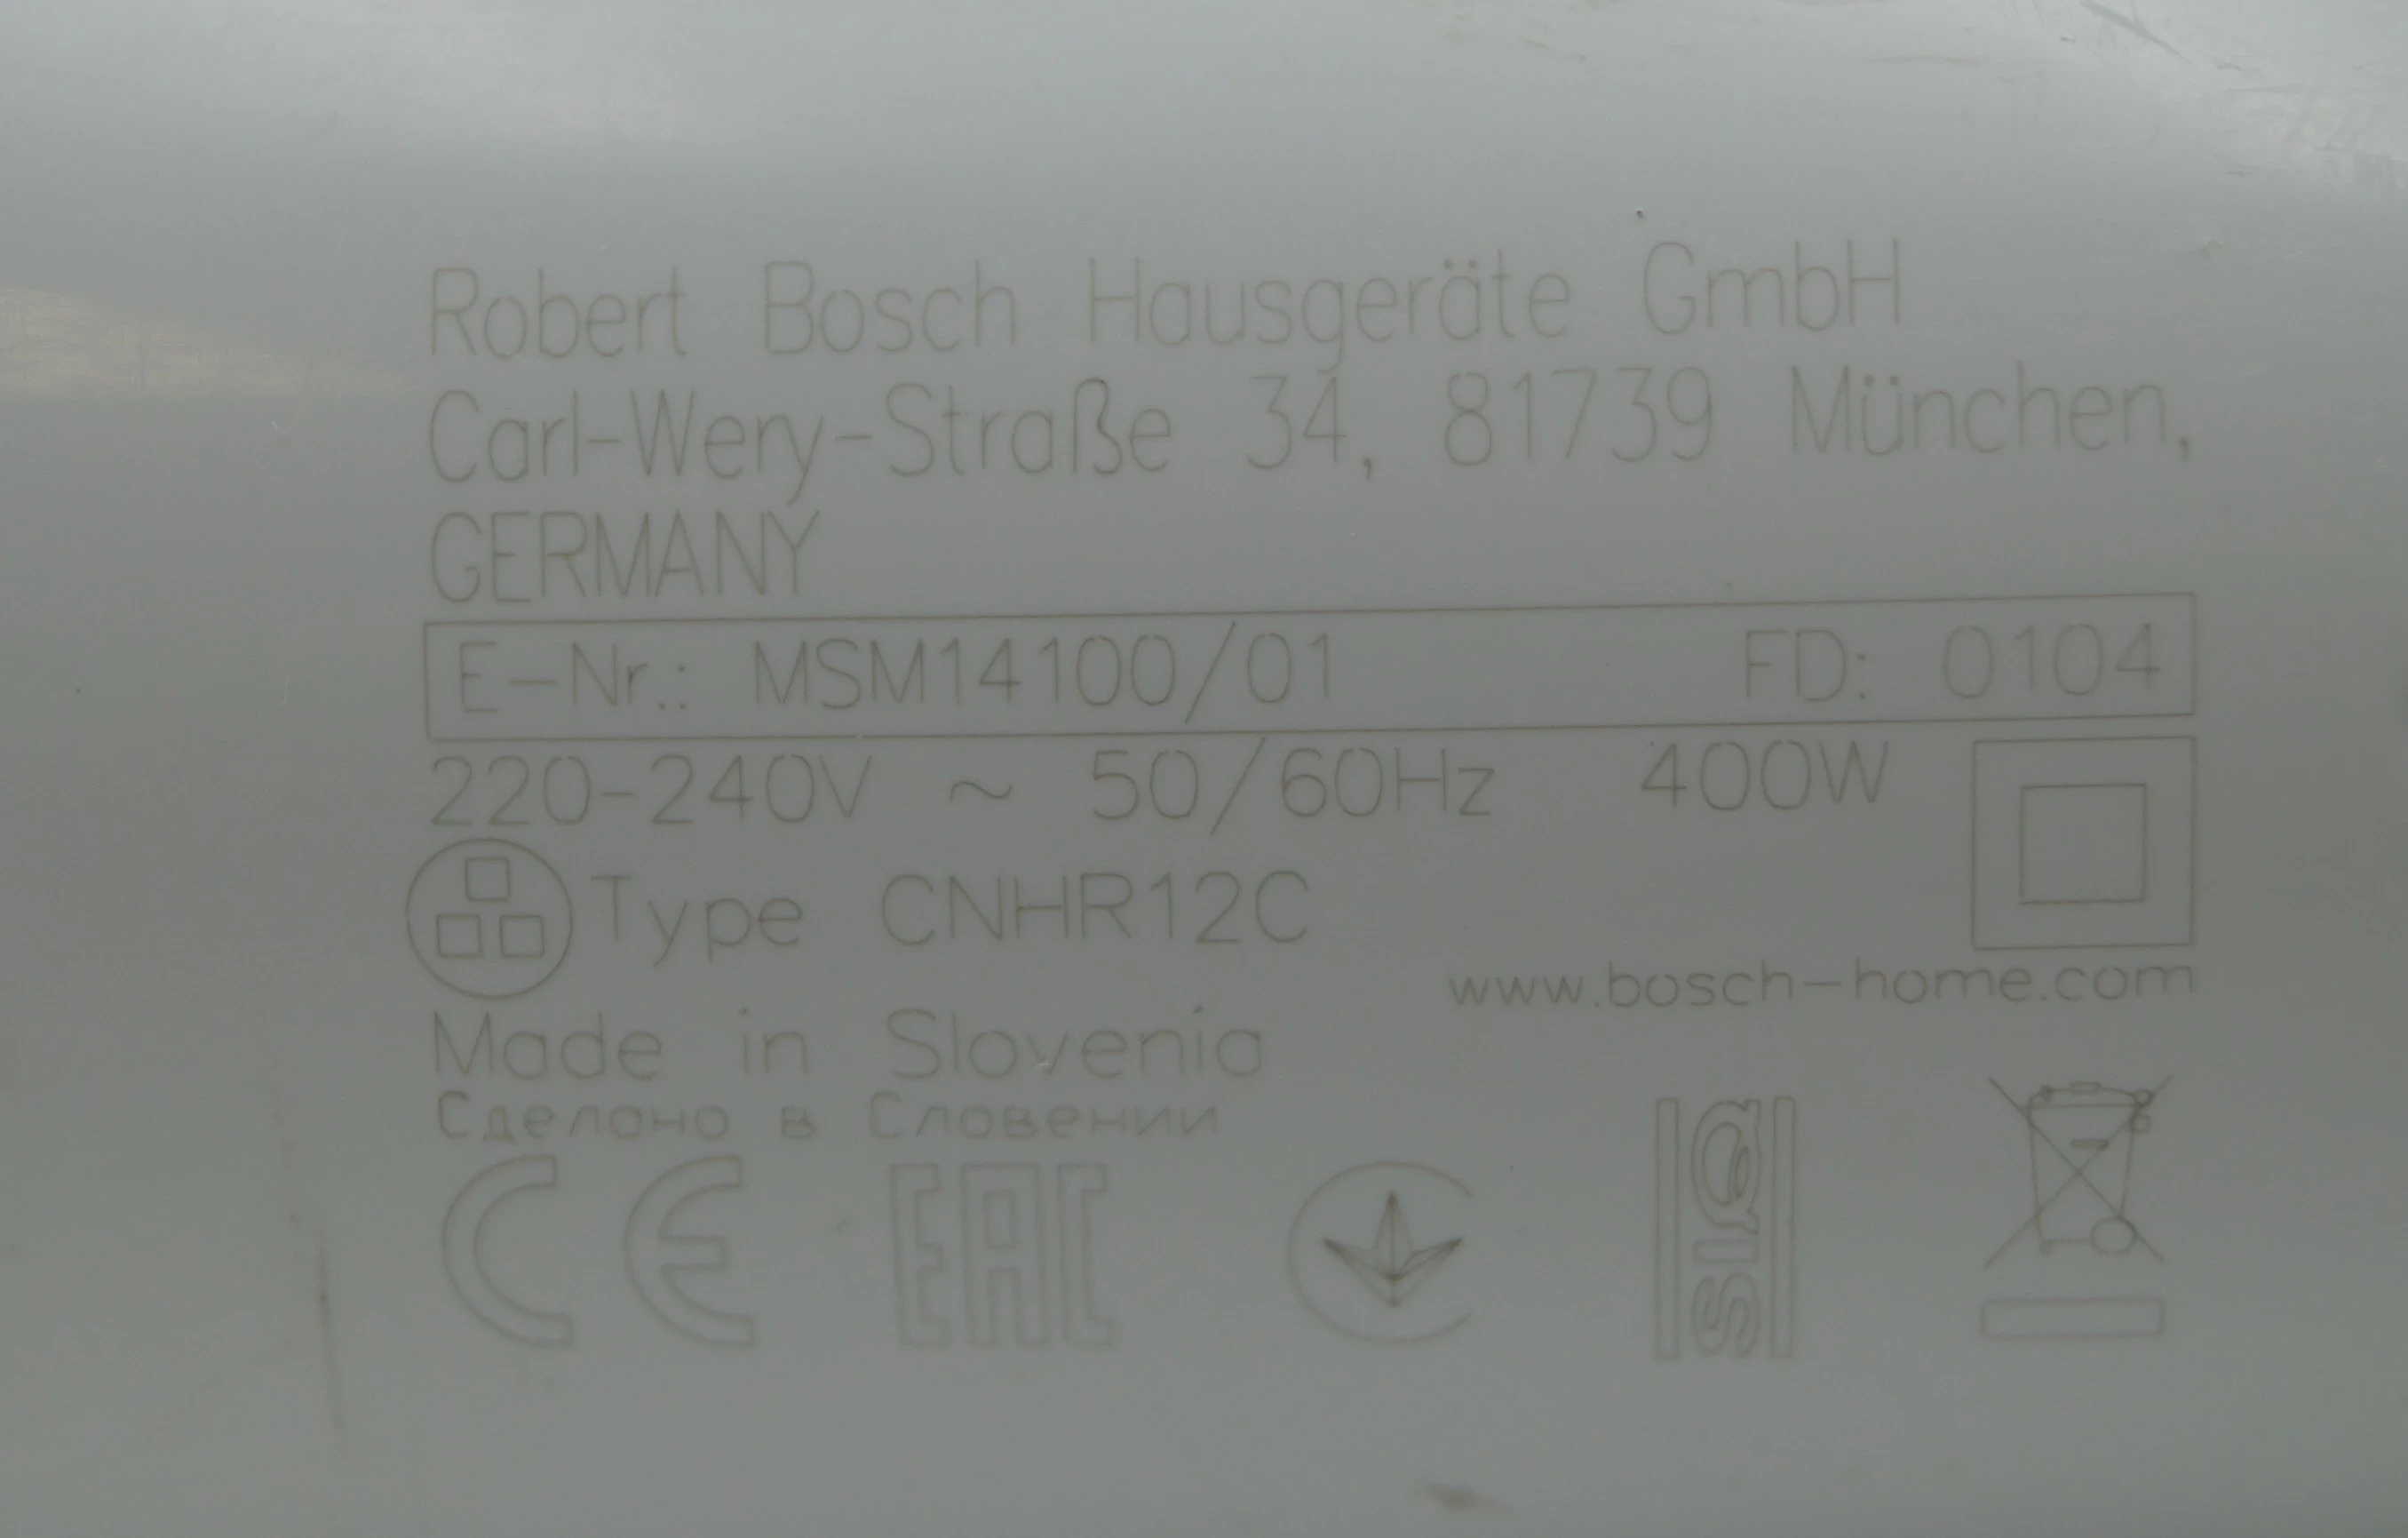 Robert Bosch Hausgeräte GmbH
Carl-Wery-Straße 34, 81739 München,
GERMANY
E-Nr.: MSM14100/01 FD: 0104
220-240V ~ 50/60Hz 400W
Type CNHR12C
www.bosch-home.com
Made in Slovenia
Сделано в Словении
CE EAC SIQ